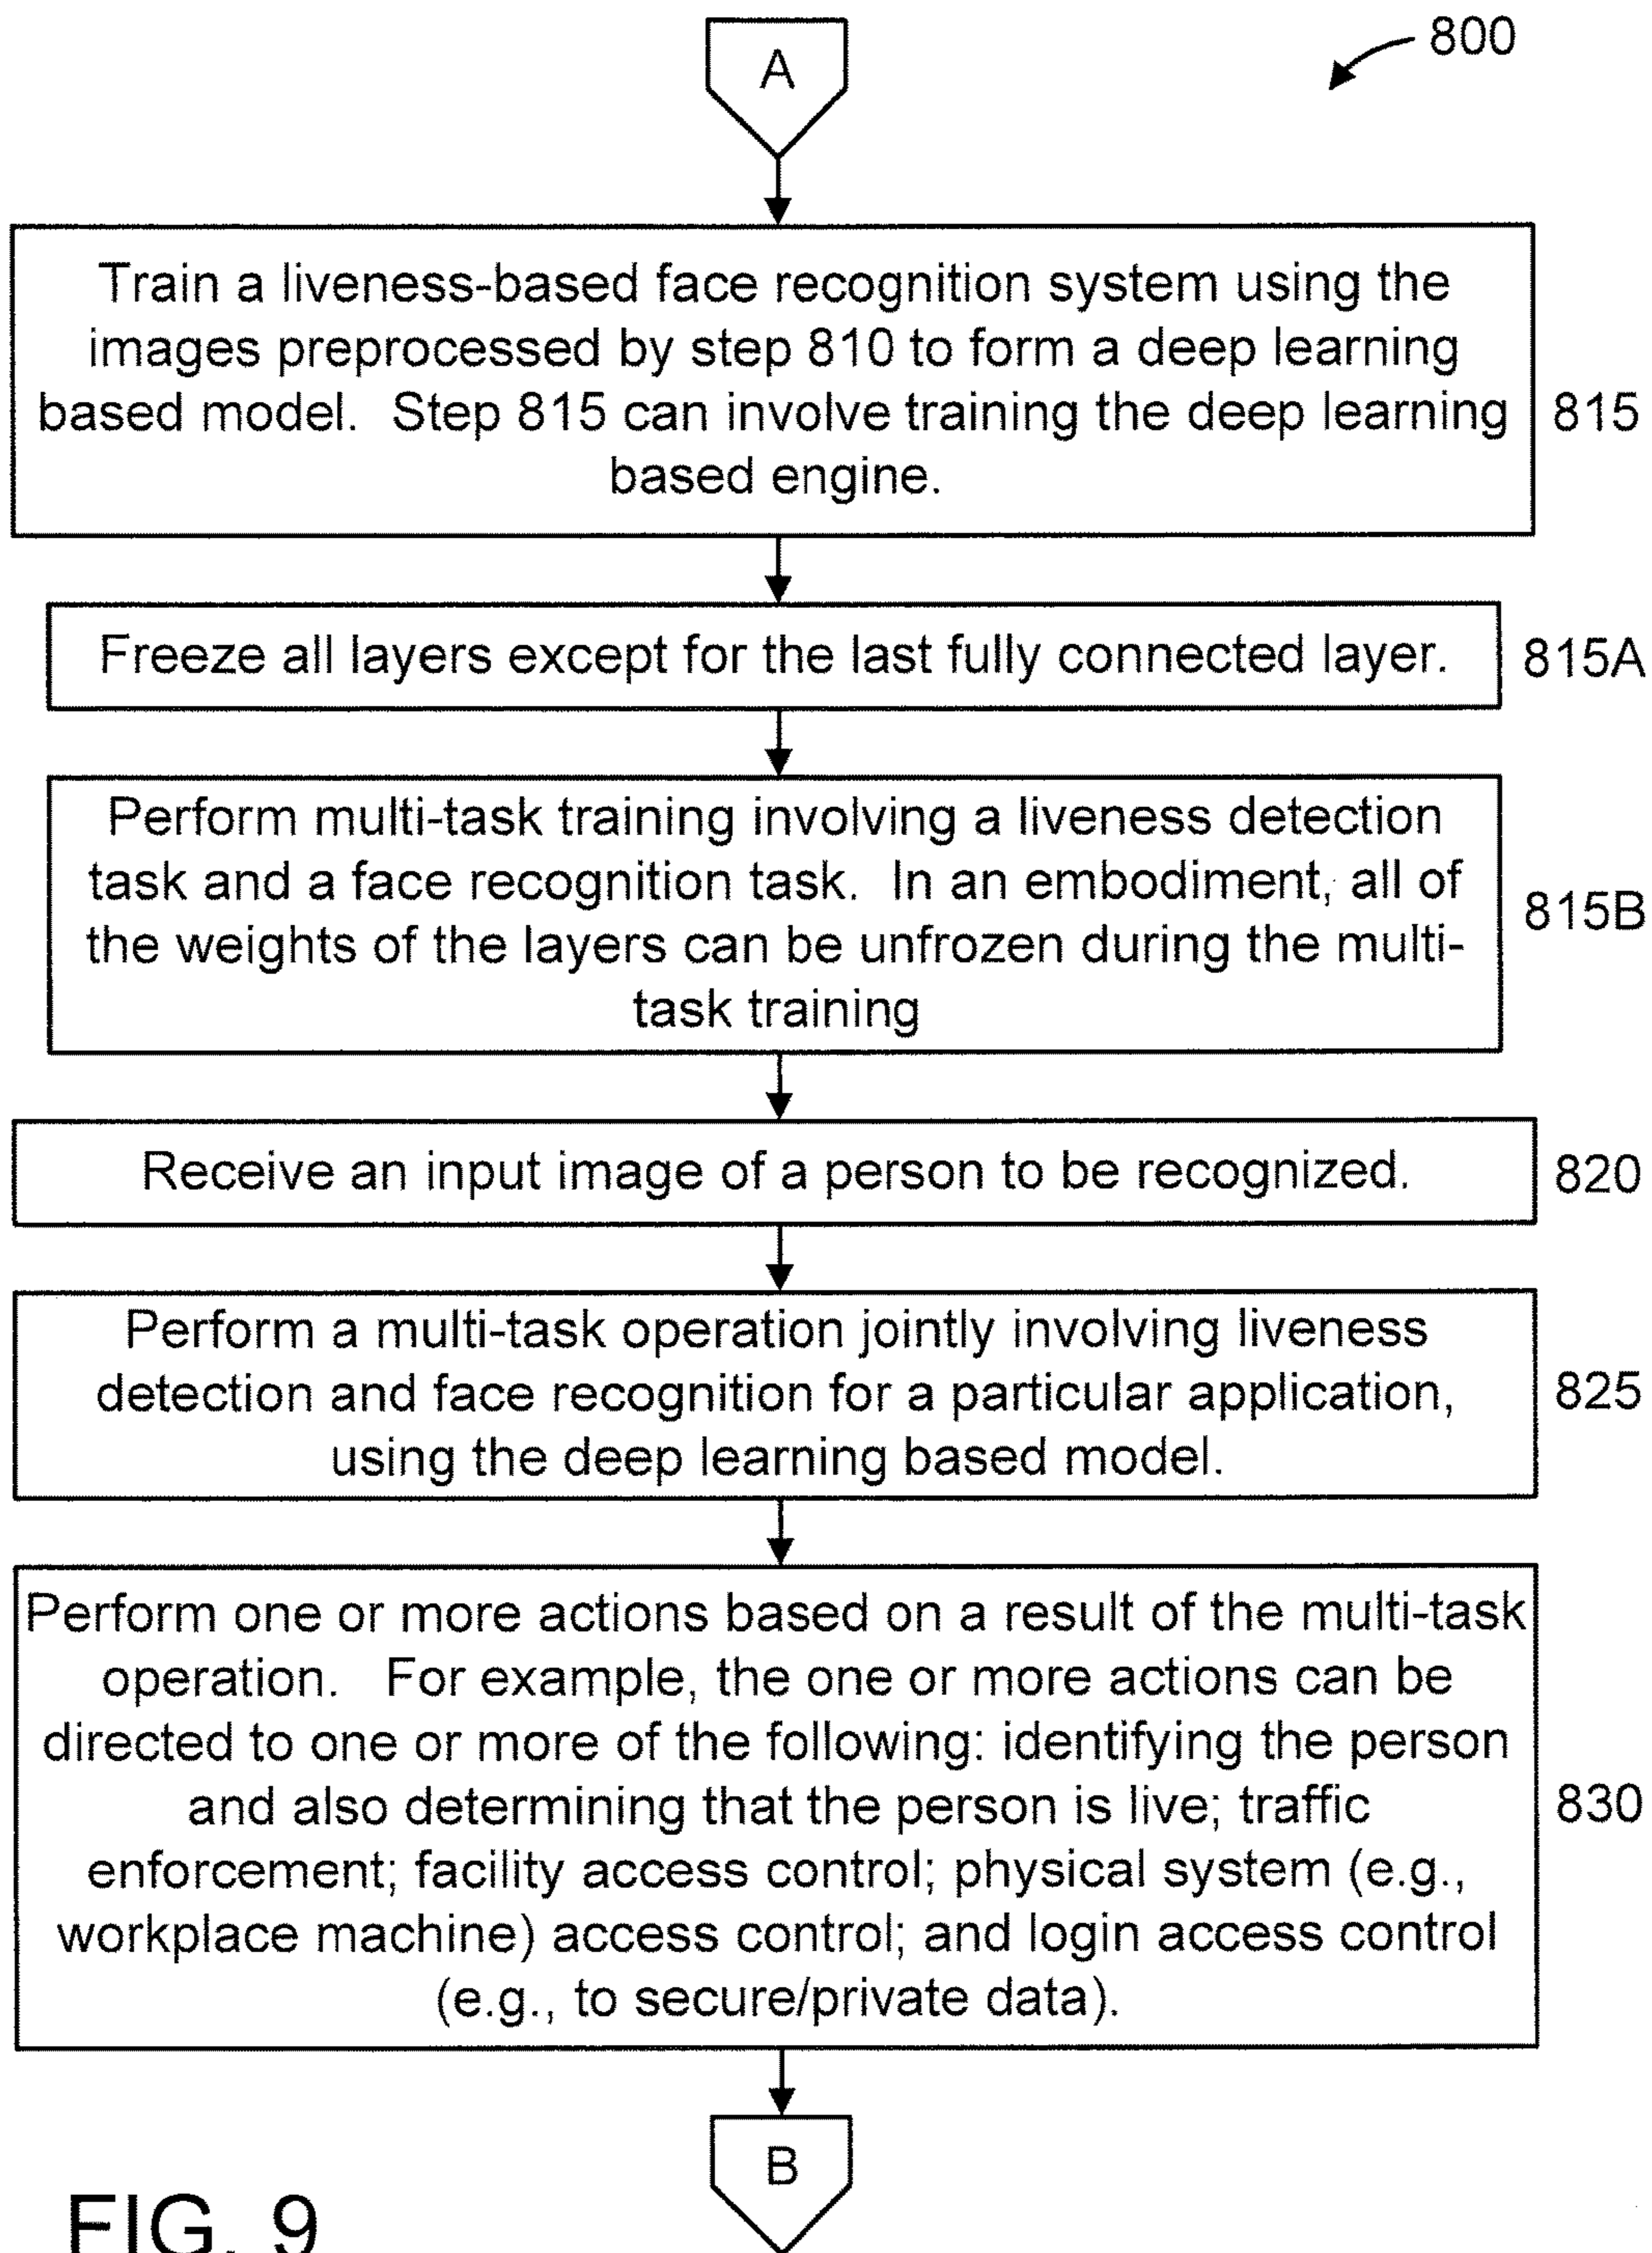 A
800
Train a liveness-based face recognition system using the
images preprocessed by step 810 to form a deep learning
based model. Step 815 can involve training the deep learning
based engine.
815
Freeze all layers except for the last fully connected layer.
815A
Perform multi-task training involving a liveness detection
task and a face recognition task. In an embodiment, all of
the weights of the layers can be unfrozen during the multi-
task training
815B
Receive an input image of a person to be recognized.
820
Perform a multi-task operation jointly involving liveness
detection and face recognition for a particular application,
using the deep learning based model.
825
Perform one or more actions based on a result of the multi-task
operation. For example, the one or more actions can be
directed to one or more of the following: identifying the person
and also determining that the person is live; traffic
enforcement; facility access control; physical system (e.g.,
workplace machine) access control; and login access control
(e.g., to secure/private data).
830
B
FIG. 9